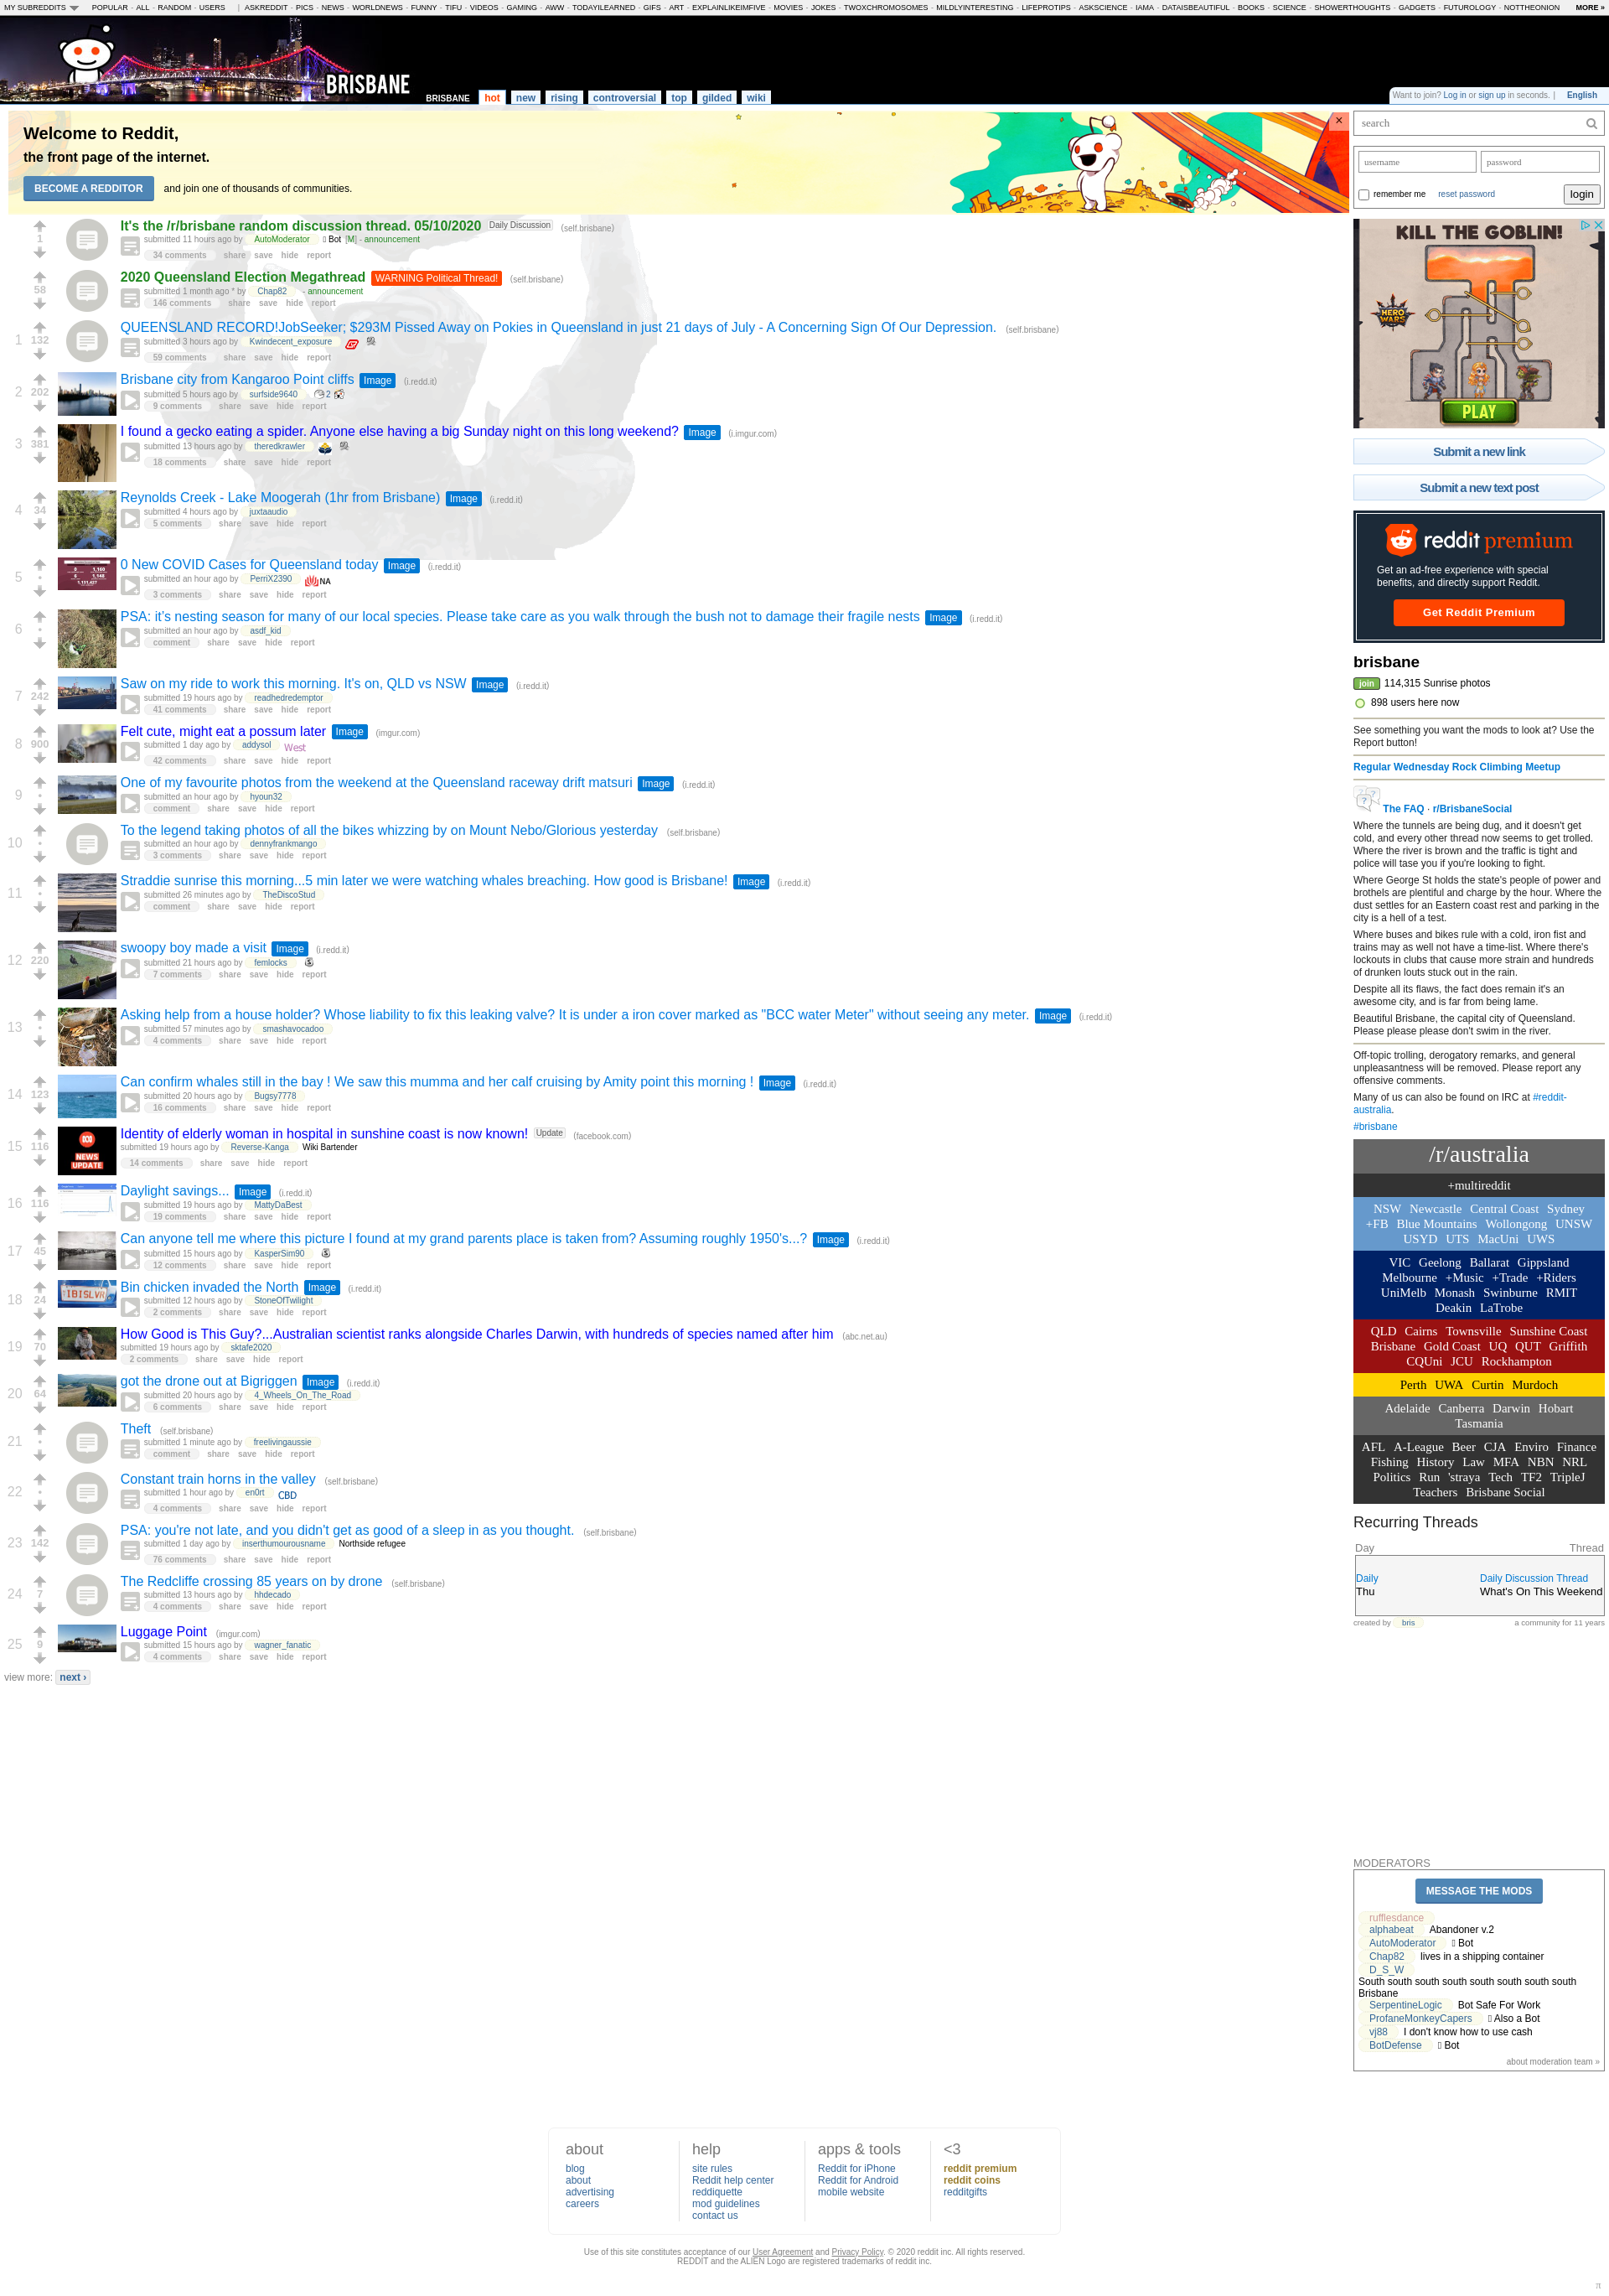 MY SUBREDDITS POPULAR - ALL - RANDOM - USERS | ASKREDDIT - PICS - NEWS - WORLDNEWS - FUNNY - TIFU - VIDEOS - GAMING - AWW - TODAYILEARNED - GIFS - ART - EXPLAINLIKEIMFIVE - MOVIES - JOKES - TWOXCHROMOSOMES - MILDLYINTERESTING - LIFEPROTIPS - ASKSCIENCE - IAMA - DATAISBEAUTIFUL - BOOKS - SCIENCE - SHOWERTHOUGHTS - GADGETS - FUTUROLOGY - NOTTHEONION MORE »
BRISBANE
BRISBANE hot new rising controversial top gilded wiki
Want to join? Log in or sign up in seconds. | English
Welcome to Reddit,
the front page of the internet.
BECOME A REDDITOR and join one of thousands of communities.
It's the /r/brisbane random discussion thread. 05/10/2020 Daily Discussion (self.brisbane)
1
submitted 11 hours ago by AutoModerator Bot [M] - announcement
34 comments share save hide report
2020 Queensland Election Megathread WARNING Political Thread! (self.brisbane)
58
submitted 1 month ago * by Chap82 - announcement
146 comments share save hide report
QUEENSLAND RECORD!JobSeeker; $293M Pissed Away on Pokies in Queensland in just 21 days of July - A Concerning Sign Of Our Depression. (self.brisbane)
1 132
submitted 3 hours ago by Kwindecent_exposure
59 comments share save hide report
Brisbane city from Kangaroo Point cliffs Image (i.redd.it)
2 202
submitted 5 hours ago by surfside9640 2
9 comments share save hide report
I found a gecko eating a spider. Anyone else having a big Sunday night on this long weekend? Image (i.imgur.com)
3 381
submitted 13 hours ago by theredkrawler
18 comments share save hide report
Reynolds Creek - Lake Moogerah (1hr from Brisbane) Image (i.redd.it)
4 34
submitted 4 hours ago by juxtaaudio
5 comments share save hide report
0 New COVID Cases for Queensland today Image (i.redd.it)
5 •
submitted an hour ago by PerriX2390 NA
3 comments share save hide report
PSA: it's nesting season for many of our local species. Please take care as you walk through the bush not to damage their fragile nests Image (i.redd.it)
6 •
submitted an hour ago by asdf_kid
comment share save hide report
Saw on my ride to work this morning. It's on, QLD vs NSW Image (i.redd.it)
7 242
submitted 19 hours ago by readhedredemptor
41 comments share save hide report
Felt cute, might eat a possum later Image (imgur.com)
8 900
submitted 1 day ago by addysol West
42 comments share save hide report
One of my favourite photos from the weekend at the Queensland raceway drift matsuri Image (i.redd.it)
9 •
submitted an hour ago by hyoun32
comment share save hide report
To the legend taking photos of all the bikes whizzing by on Mount Nebo/Glorious yesterday (self.brisbane)
10 •
submitted an hour ago by dennyfrankmango
3 comments share save hide report
Straddie sunrise this morning...5 min later we were watching whales breaching. How good is Brisbane! Image (i.redd.it)
11 •
submitted 26 minutes ago by TheDiscoStud
comment share save hide report
swoopy boy made a visit Image (i.redd.it)
12 220
submitted 21 hours ago by femlocks
7 comments share save hide report
Asking help from a house holder? Whose liability to fix this leaking valve? It is under a iron cover marked as "BCC water Meter" without seeing any meter. Image (i.redd.it)
13 •
submitted 57 minutes ago by smashavocadoo
4 comments share save hide report
Can confirm whales still in the bay ! We saw this mumma and her calf cruising by Amity point this morning ! Image (i.redd.it)
14 123
submitted 20 hours ago by Bugsy7778
16 comments share save hide report
Identity of elderly woman in hospital in sunshine coast is now known! Update (facebook.com)
15 116
NEWS UPDATE
submitted 19 hours ago by Reverse-Kanga Wiki Bartender
14 comments share save hide report
Daylight savings... Image (i.redd.it)
16 116
submitted 19 hours ago by MattyDaBest
19 comments share save hide report
Can anyone tell me where this picture I found at my grand parents place is taken from? Assuming roughly 1950's...? Image (i.redd.it)
17 45
submitted 15 hours ago by KasperSim90
12 comments share save hide report
Bin chicken invaded the North Image (i.redd.it)
18 24
IBISLVR
submitted 12 hours ago by StoneOfTwilight
2 comments share save hide report
How Good is This Guy?...Australian scientist ranks alongside Charles Darwin, with hundreds of species named after him (abc.net.au)
19 70
submitted 19 hours ago by sktafe2020
2 comments share save hide report
got the drone out at Bigriggen Image (i.redd.it)
20 64
submitted 20 hours ago by 4_Wheels_On_The_Road
6 comments share save hide report
Theft (self.brisbane)
21 •
submitted 1 minute ago by freelivingaussie
comment share save hide report
Constant train horns in the valley (self.brisbane)
22 •
submitted 1 hour ago by en0rt CBD
4 comments share save hide report
PSA: you're not late, and you didn't get as good of a sleep in as you thought. (self.brisbane)
23 142
submitted 1 day ago by inserthumourousname Northside refugee
76 comments share save hide report
The Redcliffe crossing 85 years on by drone (self.brisbane)
24 7
submitted 13 hours ago by hhdecado
4 comments share save hide report
Luggage Point (imgur.com)
25 9
submitted 15 hours ago by wagner_fanatic
4 comments share save hide report
view more: next ›
search
username password
remember me reset password login
KILL THE GOBLIN!
HERO WARS
PLAY
Submit a new link
Submit a new text post
reddit premium
Get an ad-free experience with special
benefits, and directly support Reddit.
Get Reddit Premium
brisbane
join 114,315 Sunrise photos
898 users here now
See something you want the mods to look at? Use the
Report button!
Regular Wednesday Rock Climbing Meetup
The FAQ · r/BrisbaneSocial
Where the tunnels are being dug, and it doesn't get
cold, and every other thread now seems to get trolled.
Where the river is brown and the traffic is tight and
police will tase you if you're looking to fight.
Where George St holds the state's people of power and
brothels are plentiful and charge by the hour. Where the
dust settles for an Eastern coast rest and parking in the
city is a hell of a test.
Where buses and bikes rule with a cold, iron fist and
trains may as well not have a time-list. Where there's
lockouts in clubs that cause more strain and hundreds
of drunken louts stuck out in the rain.
Despite all its flaws, the fact does remain it's an
awesome city, and is far from being lame.
Beautiful Brisbane, the capital city of Queensland.
Please please please don't swim in the river.
Off-topic trolling, derogatory remarks, and general
unpleasantness will be removed. Please report any
offensive comments.
Many of us can also be found on IRC at #reddit-
australia.
#brisbane
/r/australia
+multireddit
NSW Newcastle Central Coast Sydney
+FB Blue Mountains Wollongong UNSW
USYD UTS MacUni UWS
VIC Geelong Ballarat Gippsland
Melbourne +Music +Trade +Riders
UniMelb Monash Swinburne RMIT
Deakin LaTrobe
QLD Cairns Townsville Sunshine Coast
Brisbane Gold Coast UQ QUT Griffith
CQUni JCU Rockhampton
Perth UWA Curtin Murdoch
Adelaide Canberra Darwin Hobart
Tasmania
AFL A-League Beer CJA Enviro Finance
Fishing History Law MFA NBN NRL
Politics Run 'straya Tech TF2 TripleJ
Teachers Brisbane Social
Recurring Threads
Day Thread
Daily Daily Discussion Thread
Thu What's On This Weekend
created by bris a community for 11 years
MODERATORS
MESSAGE THE MODS
rufflesdance
alphabeat Abandoner v.2
AutoModerator Bot
Chap82 lives in a shipping container
D_S_W
South south south south south south south south
Brisbane
SerpentineLogic Bot Safe For Work
ProfaneMonkeyCapers Also a Bot
vj88 I don't know how to use cash
BotDefense Bot
about moderation team »
about help apps & tools <3
blog site rules Reddit for iPhone reddit premium
about Reddit help center Reddit for Android reddit coins
advertising reddiquette mobile website redditgifts
careers mod guidelines
contact us
Use of this site constitutes acceptance of our User Agreement and Privacy Policy. © 2020 reddit inc. All rights reserved.
REDDIT and the ALIEN Logo are registered trademarks of reddit inc.
π